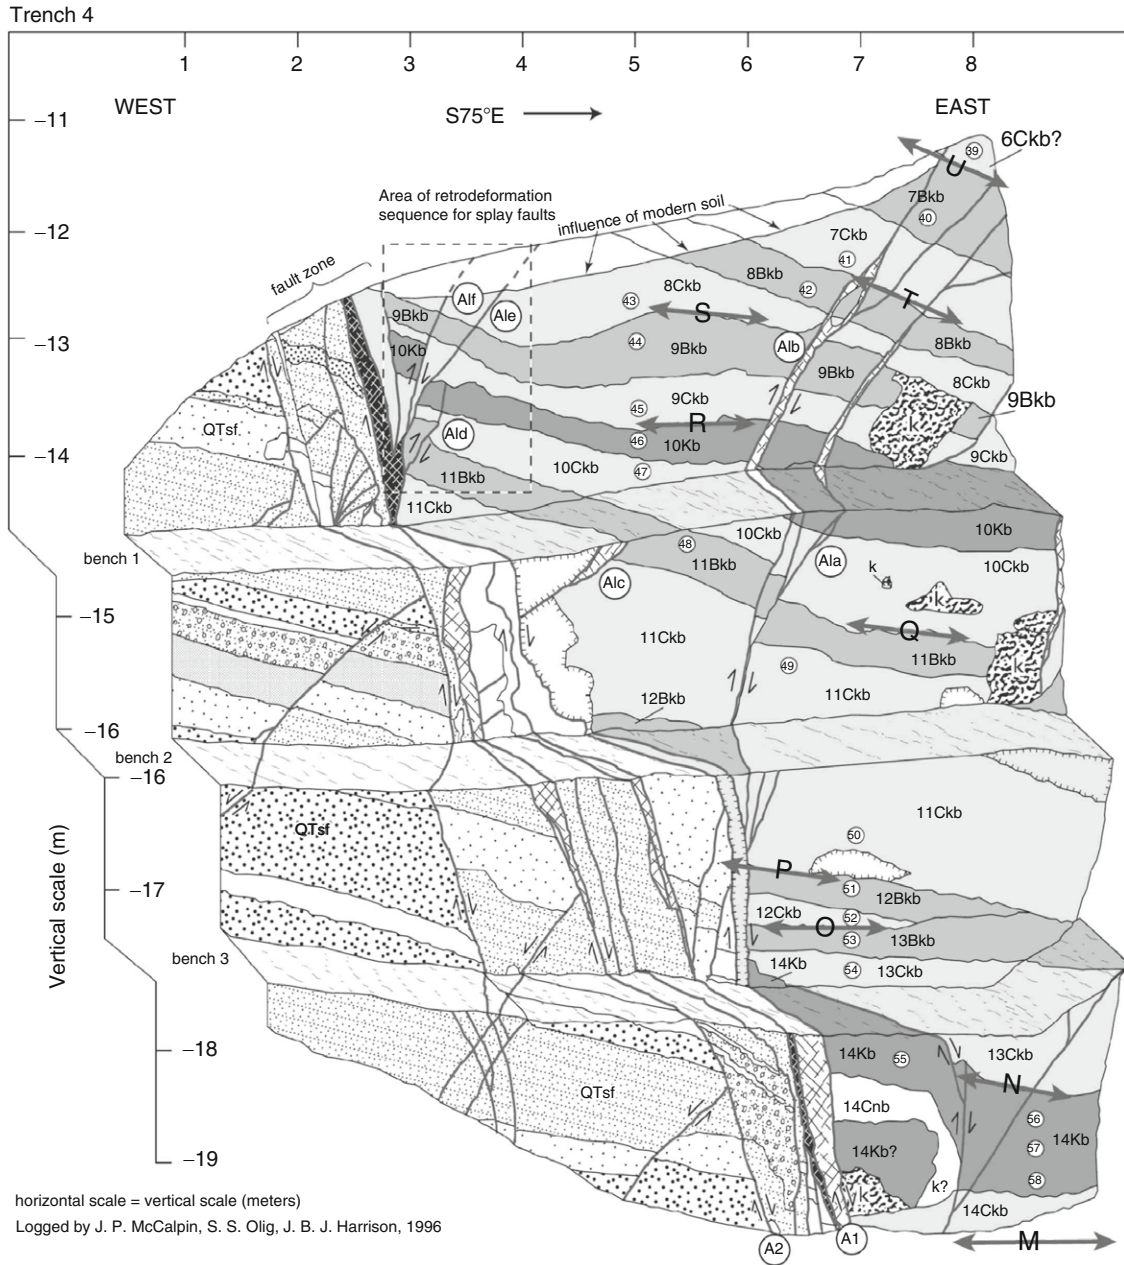 Trench 4
1 2 3 4 5 6 7 8
WEST S75°E EAST
–11
6Ckb?
39
U
Area of retrodeformation
sequence for splay faults
7Bkb
40
influence of modern soil
–12
7Ckb
41
fault zone
8Bkb
42
8Ckb
T
Alf
Ale
43
S
9Bkb
–13
Alb
8Bkb
10Kb
44
9Bkb
9Bkb
8Ckb
9Ckb
9Bkb
45
R
k
QTsf
Ald
46
10Kb
–14
11Bkb
10Ckb
47
9Ckb
11Ckb
10Ckb
10Kb
bench 1
48
11Bkb
Ala
k
10Ckb
Alc
k
–15
11Ckb
Q
k
49
11Bkb
12Bkb
11Ckb
–16
bench 2
–16
11Ckb
QTsf
50
P
51
–17
12Bkb
12Ckb
52
O
53
13Bkb
bench 3
14Kb
54
13Ckb
Vertical scale (m)
–18
14Kb
55
13Ckb
N
QTsf
14Cnb
56
14Kb
57
14Kb?
–19
k
k?
58
14Ckb
horizontal scale = vertical scale (meters)
Logged by J. P. McCalpin, S. S. Olig, J. B. J. Harrison, 1996
A2
A1
M